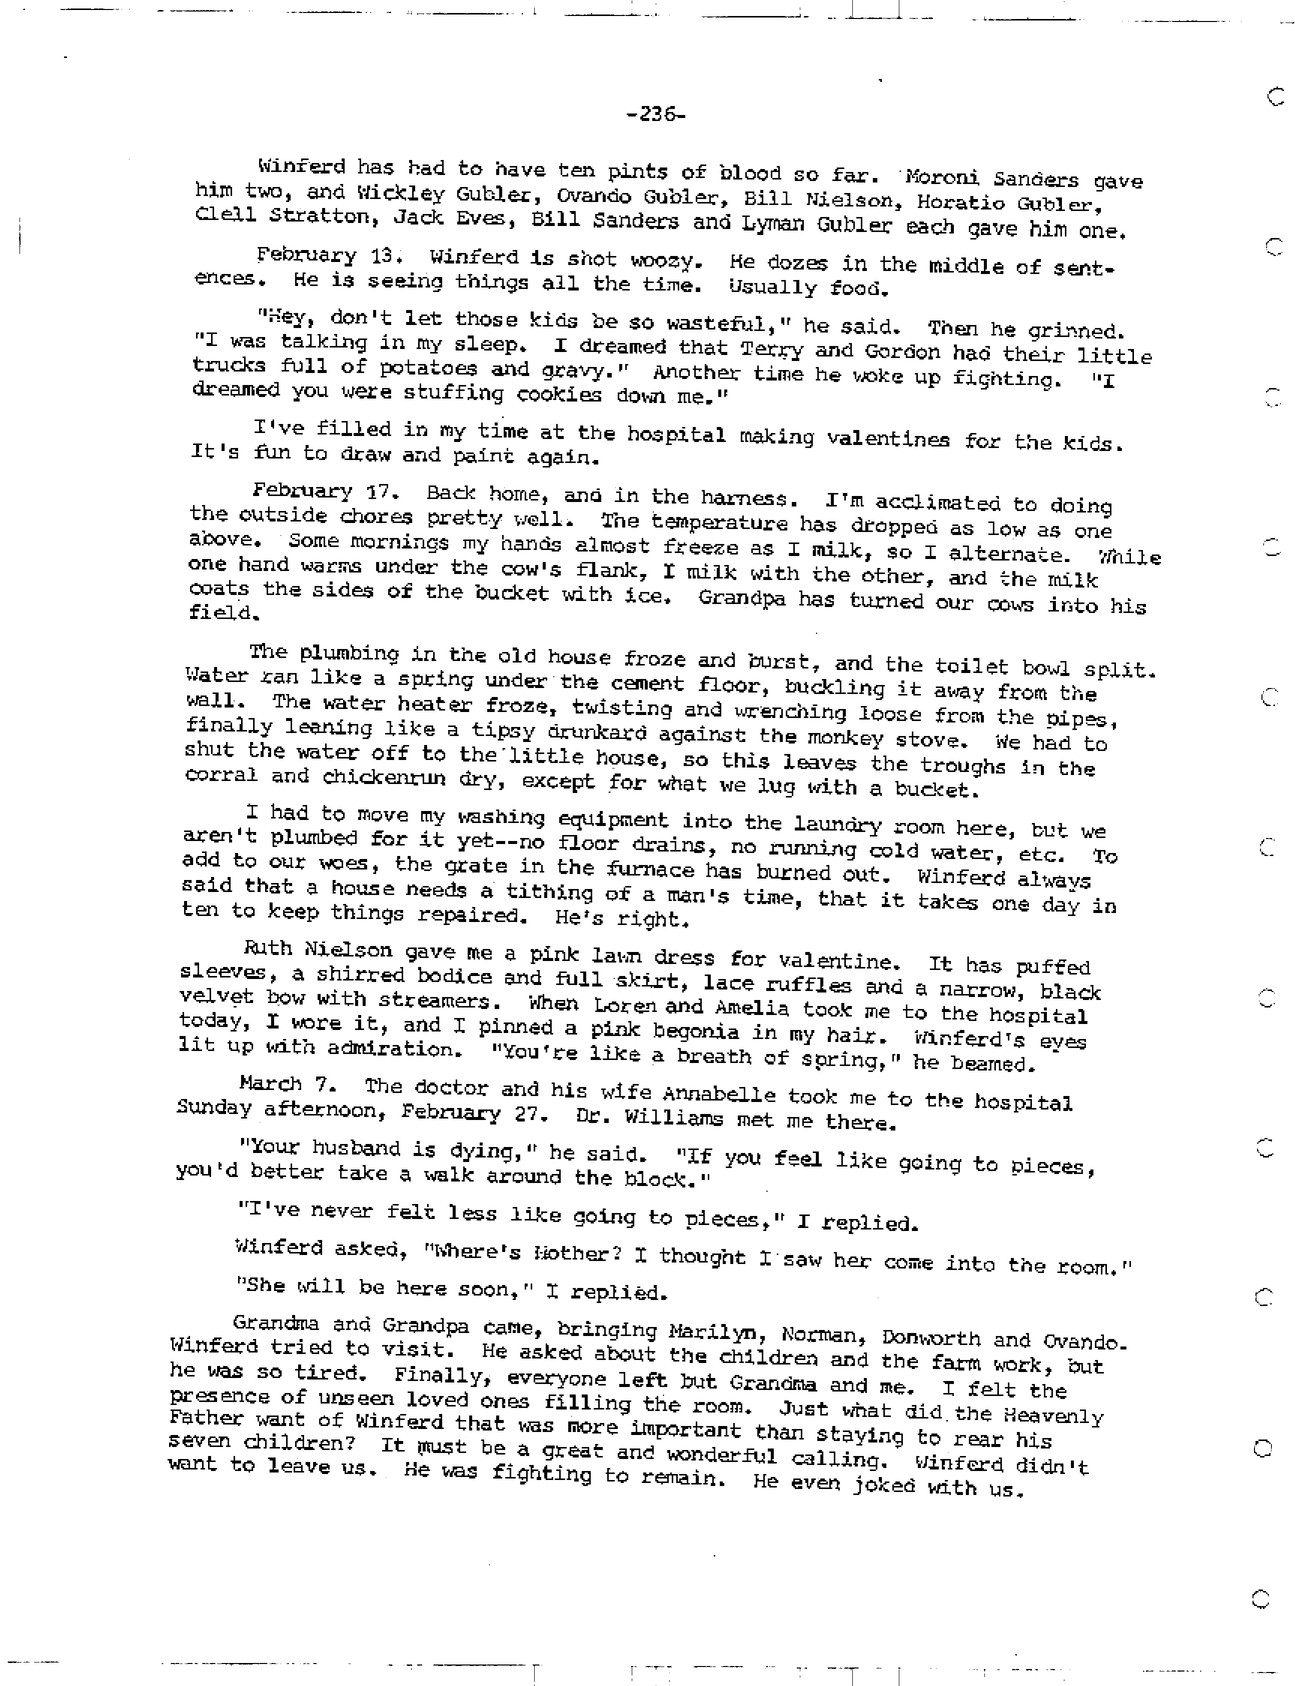 -236-
Winferd has had to have ten pints of blood so far. Moroni Sanders gave
him two, and Wickley Gubler, Ovando Gubler, Bill Nielson, Horatio Gubler,
Clell Stratton, Jack Eves, Bill Sanders and Lyman Gubler each gave him one.
February 13. Winferd is shot woozy. He dozes in the middle of sent-
ences. He is seeing things all the time. Usually food.
"Hey, don't let those kids be so wasteful," he said. Then he grinned.
"I was talking in my sleep. I dreamed that Terry and Gordon had their little
trucks full of potatoes and gravy." Another time he woke up fighting. "I
dreamed you were stuffing cookies down me."
I've filled in my time at the hospital making valentines for the kids.
It's fun to draw and paint again.
February 17. Back home, and in the harness. I'm acclimated to doing
the outside chores pretty well. The temperature has dropped as low as one
above. Some mornings my hands almost freeze as I milk, so I alternate. While
one hand warms under the cow's flank, I milk with the other, and the milk
coats the sides of the bucket with ice. Grandpa has turned our cows into his
field.
The plumbing in the old house froze and burst, and the toilet bowl split.
Water ran like a spring under the cement floor, buckling it away from the
wall. The water heater froze, twisting and wrenching loose from the pipes,
finally leaning like a tipsy drunkard against the monkey stove. We had to
shut the water off to the little house, so this leaves the troughs in the
corral and chickenrun dry, except for what we lug with a bucket.
I had to move my washing equipment into the laundry room here, but we
aren't plumbed for it yet--no floor drains, no running cold water, etc. To
add to our woes, the grate in the furnace has burned out. Winferd always
said that a house needs a tithing of a man's time, that it takes one day in
ten to keep things repaired. He's right.
Ruth Nielson gave me a pink lawn dress for valentine. It has puffed
sleeves, a shirred bodice and full skirt, lace ruffles and a narrow, black
velvet bow with streamers. When Loren and Amelia took me to the hospital
today, I wore it, and I pinned a pink begonia in my hair. Winferd's eyes
lit up with admiration. "You're like a breath of spring," he beamed.
March 7. The doctor and his wife Annabelle took me to the hospital
Sunday afternoon, February 27. Dr. Williams met me there.
"Your husband is dying," he said. "If you feel like going to pieces,
you'd better take a walk around the block."
"I've never felt less like going to pieces," I replied.
Winferd asked, "Where's Mother? I thought I saw her come into the room."
"She will be here soon," I replied.
Grandma and Grandpa came, bringing Marilyn, Norman, Donworth and Ovando.
Winferd tried to visit. He asked about the children and the farm work, but
he was so tired. Finally, everyone left but Grandma and me. I felt the
presence of unseen loved ones filling the room. Just what did the Heavenly
Father want of Winferd that was more important than staying to rear his
seven children? It must be a great and wonderful calling. Winferd didn't
want to leave us. He was fighting to remain. He even joked with us.